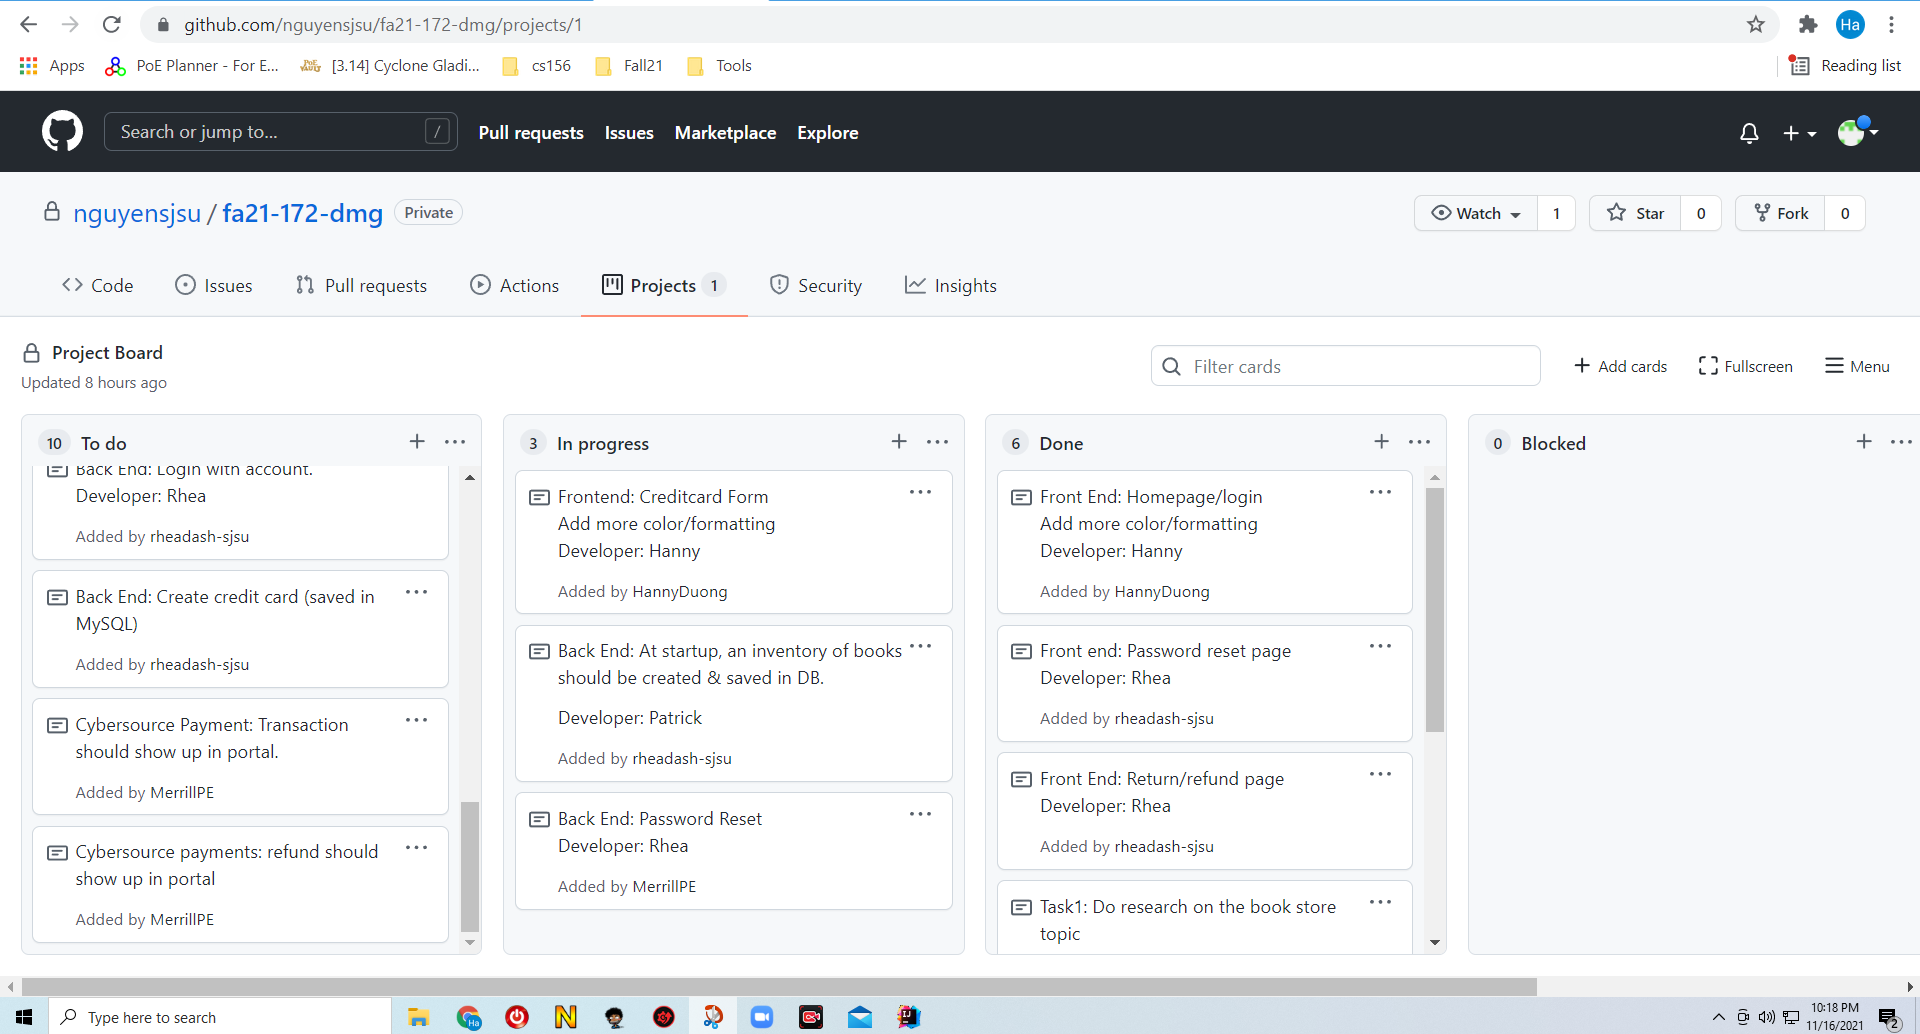 github.com/nguyensjsu/fa21-172-dmg/projects/1
Ha
Apps
PoE Planner - For E...
[3.14] Cyclone Gladi...
cs156
Fall21
Tools
Reading list
Search or jump to...
/
Pull requests
Issues
Marketplace
Explore
nguyensjsu / fa21-172-dmg
Private
Watch
1
Star
0
Fork
0
Code
Issues
Pull requests
Actions
Projects 1
Security
Insights
Project Board
Updated 8 hours ago
Filter cards
Add cards
Fullscreen
Menu
10 To do
Back End: Login with account.
Developer: Rhea
Added by rheadash-sjsu
Back End: Create credit card (saved in
MySQL)
Added by rheadash-sjsu
Cybersource Payment: Transaction
should show up in portal.
Added by MerrillPE
Cybersource payments: refund should
show up in portal
Added by MerrillPE
3 In progress
Frontend: Creditcard Form
Add more color/formatting
Developer: Hanny
Added by HannyDuong
Back End: At startup, an inventory of books
should be created & saved in DB.
Developer: Patrick
Added by rheadash-sjsu
Back End: Password Reset
Developer: Rhea
Added by MerrillPE
6 Done
Front End: Homepage/login
Add more color/formatting
Developer: Hanny
Added by HannyDuong
Front end: Password reset page
Developer: Rhea
Added by rheadash-sjsu
Front End: Return/refund page
Developer: Rhea
Added by rheadash-sjsu
Task1: Do research on the book store
topic
0 Blocked
Type here to search
Ha
10:18 PM
11/16/2021
2